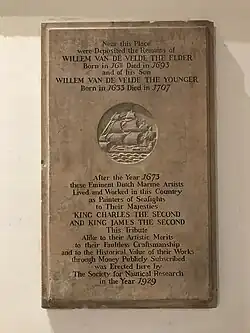 Near this Place
were Deposited the Remains of
WILLEM VAN DE VELDE THE ELDER
Born in 1611 Died in 1693
and of his Son
WILLEM VAN DE VELDE THE YOUNGER
Born in 1633 Died in 1707
After the Year 1673
these Eminent Dutch Marine Artists
Lived and Worked in this Country
as Painters of Seafights
to Their Majesties
KING CHARLES THE SECOND
AND KING JAMES THE SECOND
This Tribute
Alike to their Artistic Merits
to their Faithless Craftsmanship
and to the Historical Value of their Works
through Money Publicly Subscribed
was Erected here by
The Society for Nautical Research
in the Year 1929